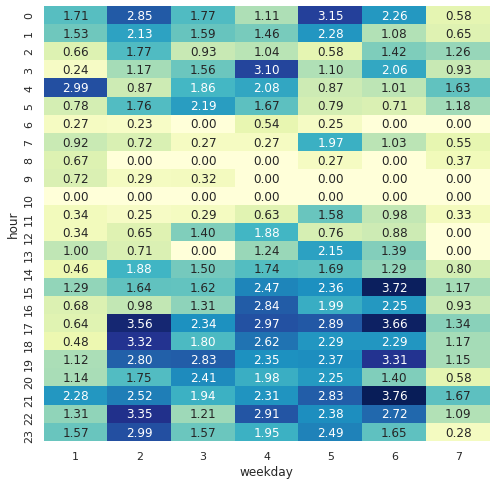 0 1.71 2.85 1.77 1.11 3.15 2.26 0.58
1 1.53 2.13 1.59 1.46 2.28 1.08 0.65
2 0.66 1.77 0.93 1.04 0.58 1.42 1.26
3 0.24 1.17 1.56 3.10 1.10 2.06 0.93
4 2.99 0.87 1.86 2.08 0.87 1.01 1.63
5 0.78 1.76 2.19 1.67 0.79 0.71 1.18
6 0.27 0.23 0.00 0.54 0.25 0.00 0.00
7 0.92 0.72 0.27 0.27 1.97 1.03 0.55
8 0.67 0.00 0.00 0.00 0.27 0.00 0.37
9 0.72 0.29 0.32 0.00 0.00 0.00 0.00
10 0.00 0.00 0.00 0.00 0.00 0.00 0.00
11 0.34 0.25 0.29 0.63 1.58 0.98 0.33
hour
12 0.34 0.65 1.40 1.88 0.76 0.88 0.00
13 1.00 0.71 0.00 1.24 2.15 1.39 0.00
14 0.46 1.88 1.50 1.74 1.69 1.29 0.80
15 1.29 1.64 1.62 2.47 2.36 3.72 1.17
16 0.68 0.98 1.31 2.84 1.99 2.25 0.93
17 0.64 3.56 2.34 2.97 2.89 3.66 1.34
18 0.48 3.32 1.80 2.62 2.29 2.29 1.17
19 1.12 2.80 2.83 2.35 2.37 3.31 1.15
20 1.14 1.75 2.41 1.98 2.25 1.40 0.58
21 2.28 2.52 1.94 2.31 2.83 3.76 1.67
22 1.31 3.35 1.21 2.91 2.38 2.72 1.09
23 1.57 2.99 1.57 1.95 2.49 1.65 0.28
1 2 3 4 5 6 7
weekday